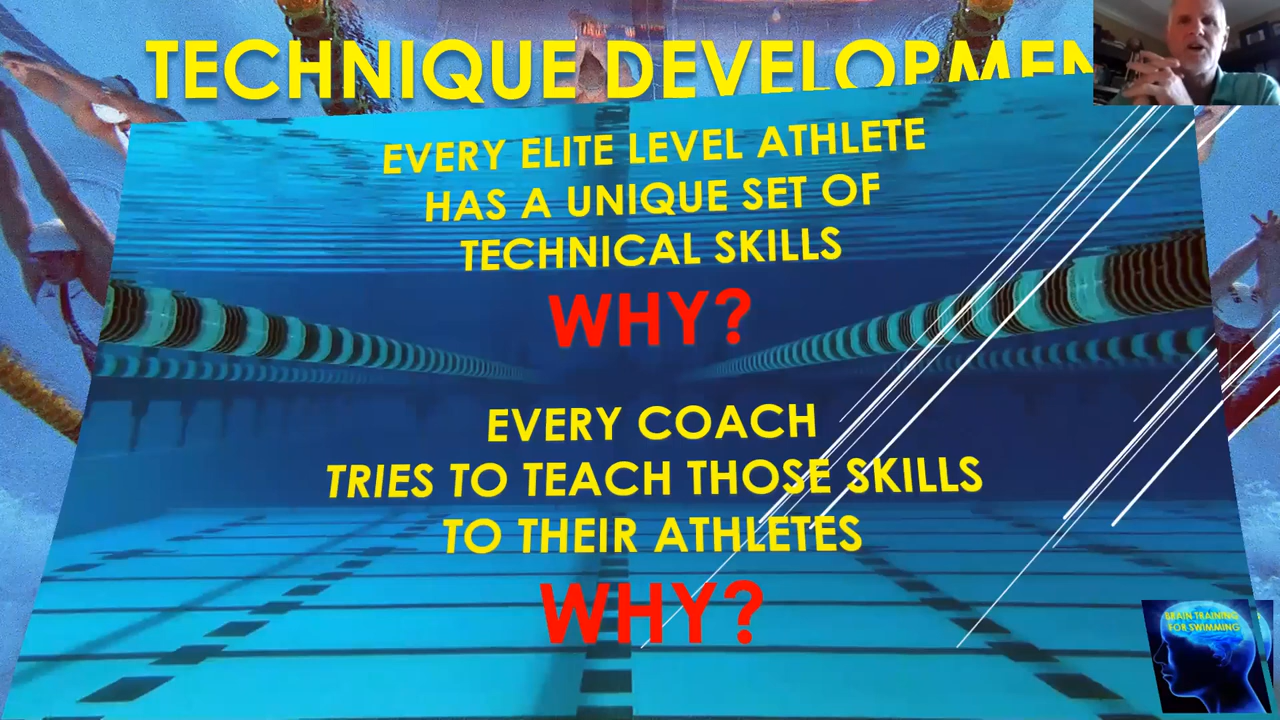 TECHNIQUE DEVELOPMEN
EVERY ELITE LEVEL ATHLETE
HAS A UNIQUE SET OF
TECHNICAL SKILLS
WHY?
EVERY COACH
TRIES TO TEACH THOSE SKILLS
TO THEIR ATHLETES
WHY?
BRAIN TRAINING
FOR SWIMMING